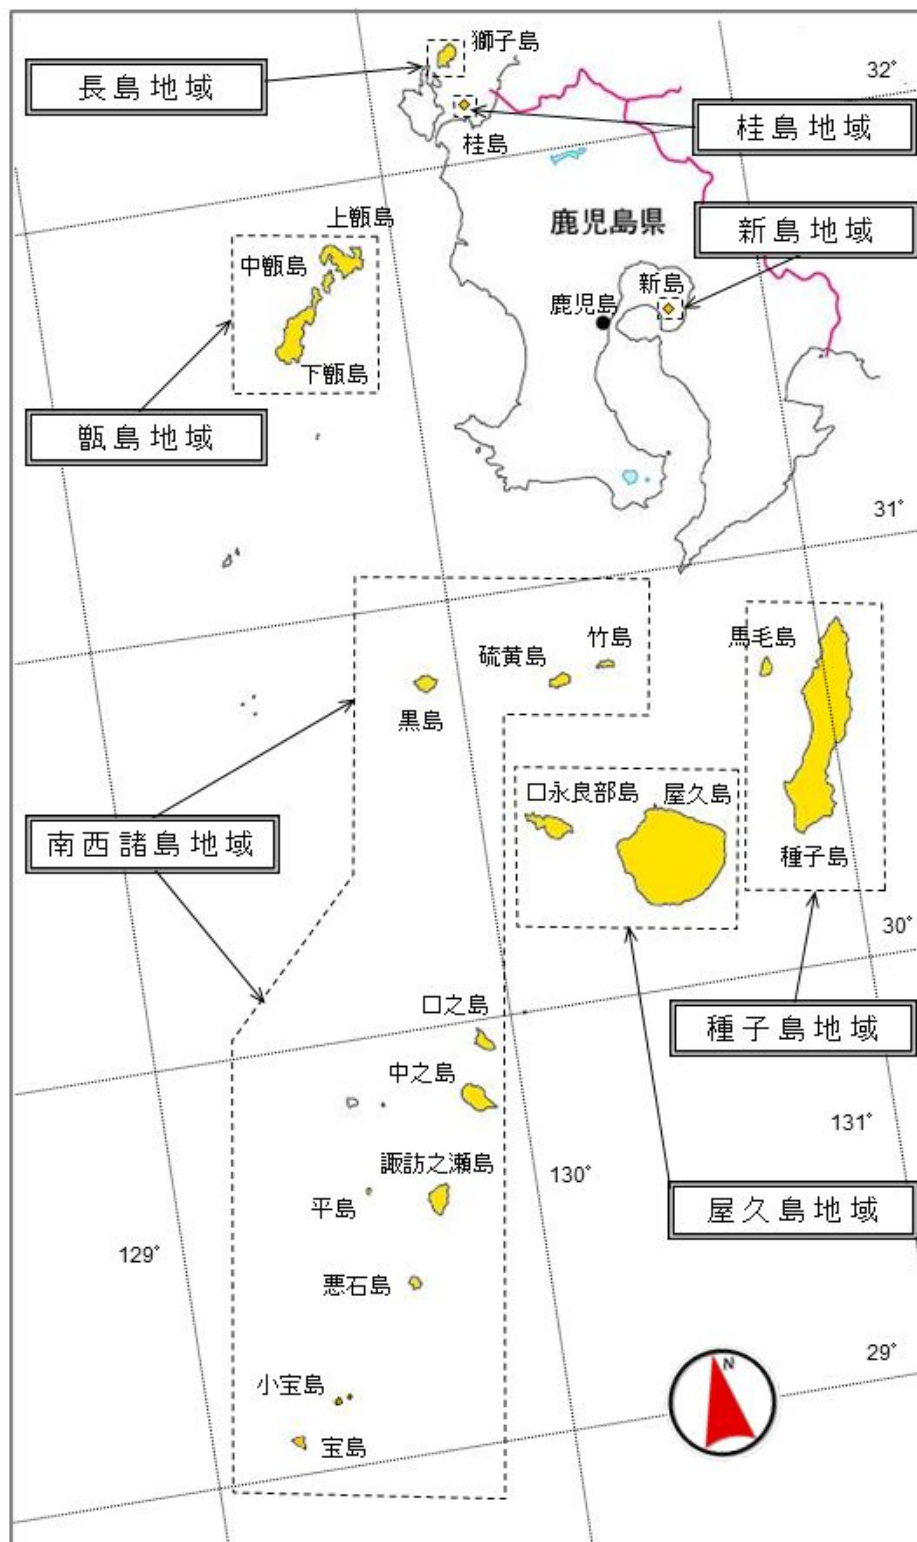 獅子島
長島地域
32°
桂島地域
桂島
上甑島
鹿児島県
新島地域
中甑島
新島
鹿児島
下甑島
甑島地域
31°
竹島
馬毛島
硫黄島
黒島
口永良部島
屋久島
南西諸島地域
種子島
30°
口之島
種子島地域
中之島
131°
諏訪之瀬島
130°
平島
屋久島地域
129°
悪石島
29°
N
小宝島
宝島